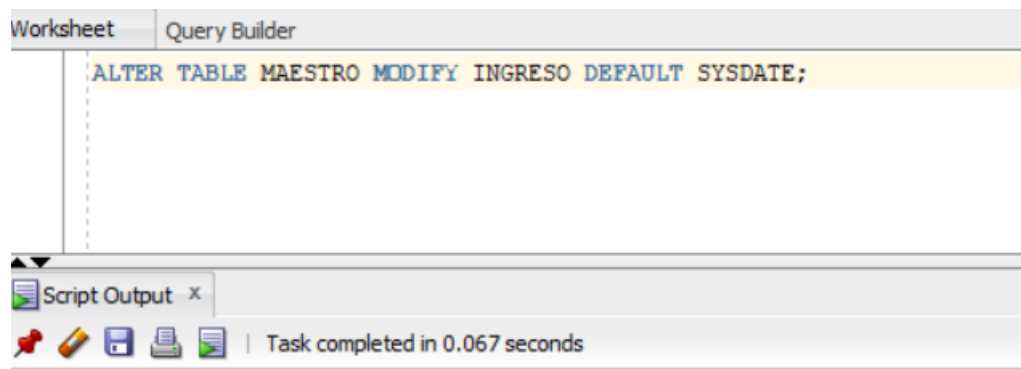 Worksheet Query Builder
ALTER TABLE MAESTRO MODIFY INGRESO DEFAULT SYSDATE;
Script Output x
Task completed in 0.067 seconds